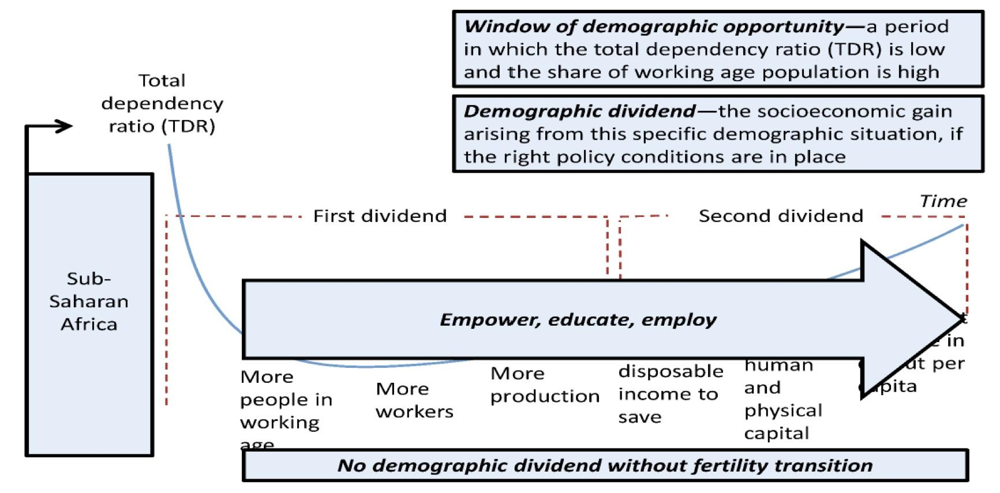 Window of demographic opportunity—a period
in which the total dependency ratio (TDR) is low
and the share of working age population is high
Demographic dividend—the socioeconomic gain
arising from this specific demographic situation, if
the right policy conditions are in place
Total
dependency
ratio (TDR)
Time
First dividend
Second dividend
Sub-
Saharan
Africa
Empower, educate, employ
More
people in
working
age
More
workers
More
production
disposable
income to
save
human
and
physical
capital
in
per
No demographic dividend without fertility transition